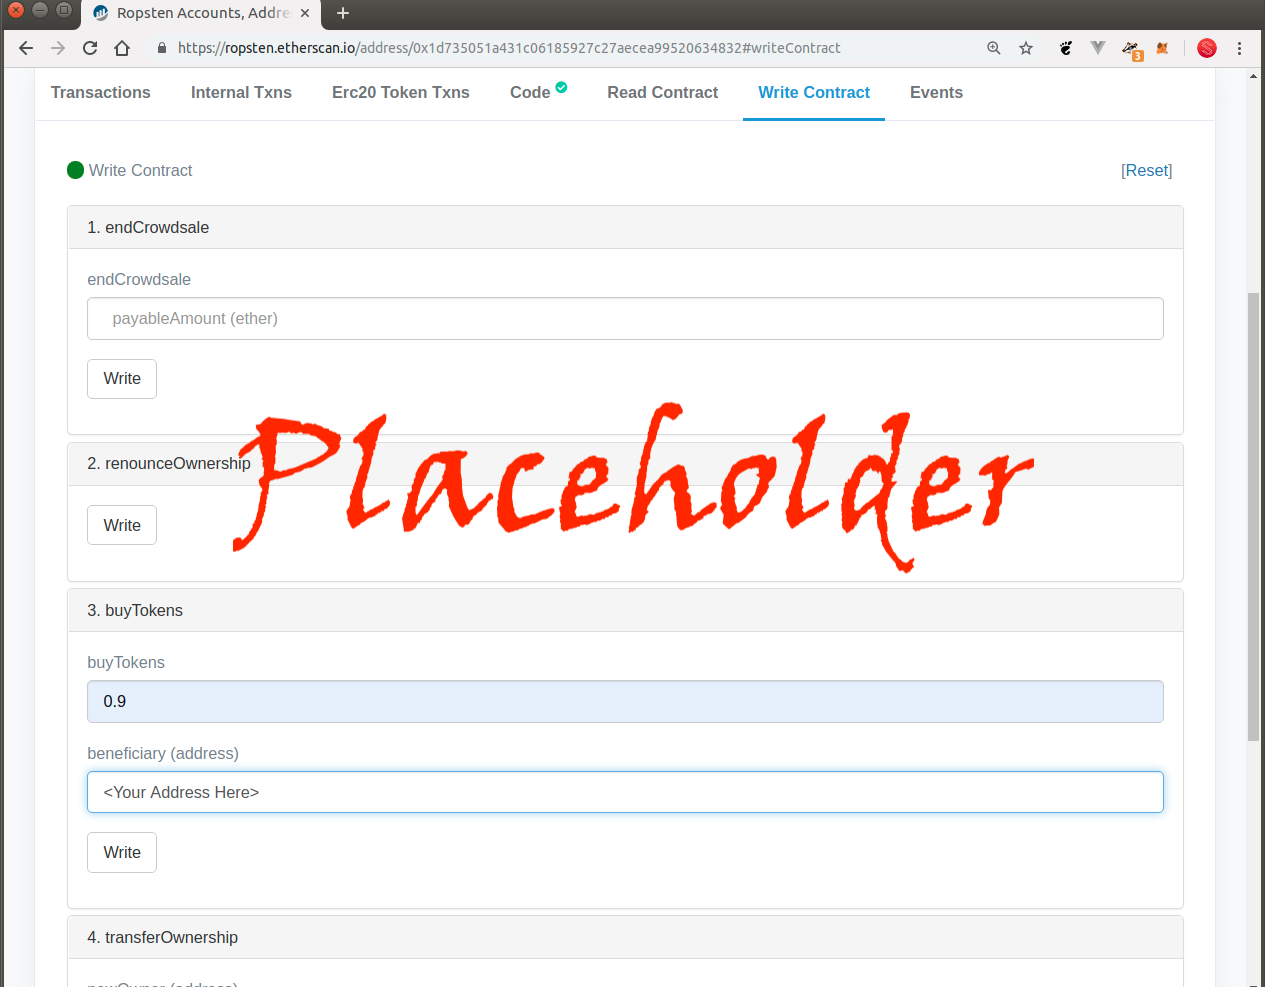 Ropsten Accounts, Addre
https://ropsten.etherscan.io/address/0x1d735051a431c06185927c27aecea99520634832#writeContract
3
Transactions Internal Txns Erc20 Token Txns Code Read Contract Write Contract Events
Write Contract [Reset]
1. endCrowdsale
endCrowdsale
payableAmount (ether)
Write
Placeholder
2. renounceOwnership
Write
3. buyTokens
buyTokens
0.9
beneficiary (address)
<Your Address Here>
Write
4. transferOwnership
newOwner (address)